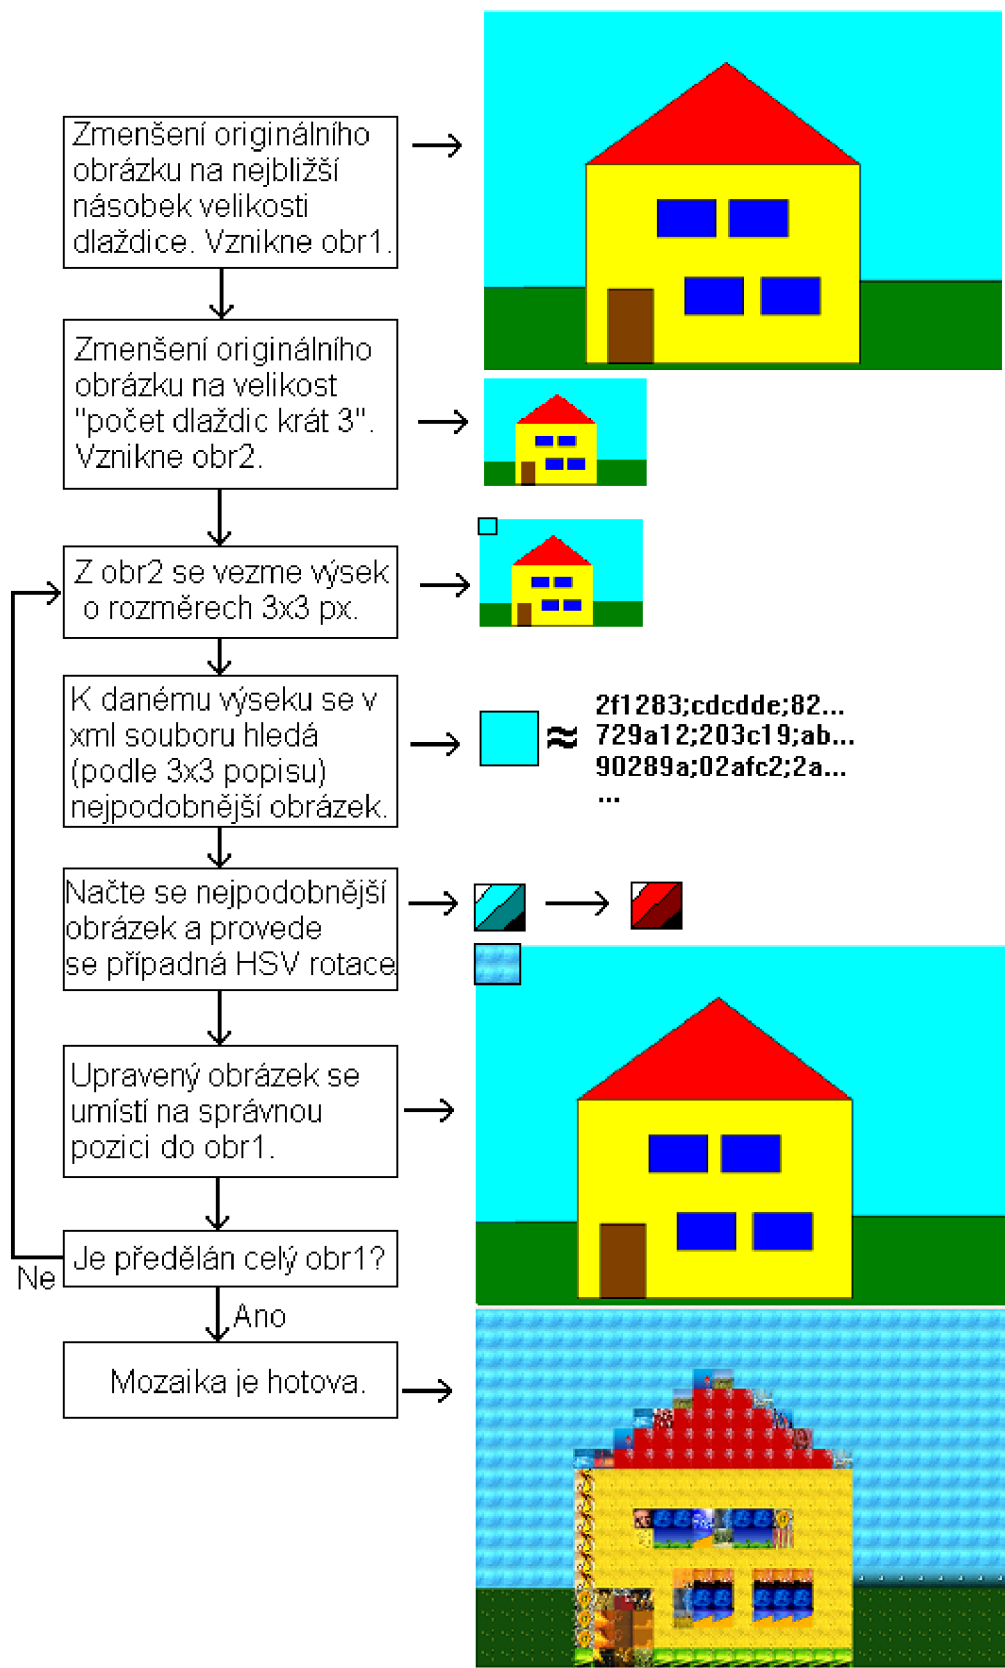 Zmenšení originálního
obrázku na nejbližší
násobek velikosti
dlaždice. Vznikne obr1.
Zmenšení originálního
obrázku na velikost
"počet dlaždic krát 3".
Vznikne obr2.
Z obr2 se vezme výsek
o rozměrech 3x3 px.
K danému výseku se v
xml souboru hledá
(podle 3x3 popisu)
nejpodobnější obrázek.
≈
2f1283;cdcdde;82...
729a12;203c19;ab...
90289a;02afc2;2a...
...
Načte se nejpodobnější
obrázek a provede
se případná HSV rotace.
Upravený obrázek se
umístí na správnou
pozici do obr1.
Je předělán celý obr1?
Ne
Ano
Mozaika je hotova.